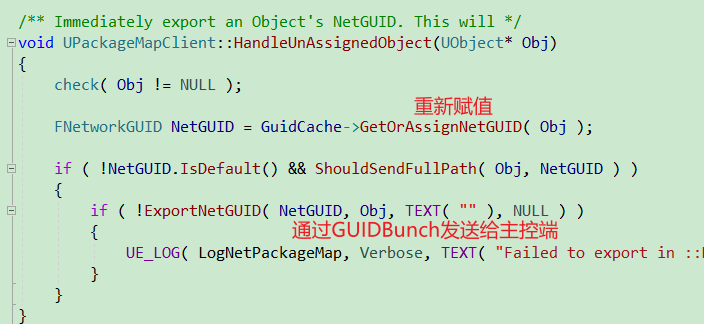 /** Immediately export an Object's NetGUID. This will */
void UPackageMapClient::HandleUnAssignedObject(UObject* Obj)
{
check( Obj != NULL );
重新赋值
FNetworkGUID NetGUID = GuidCache->GetOrAssignNetGUID( Obj );
if ( !NetGUID.IsDefault() && ShouldSendFullPath( Obj, NetGUID ) )
{
if ( !ExportNetGUID( NetGUID, Obj, TEXT( "" ), NULL ) )
{
通过GUIDBunch发送给主控端
UE_LOG( LogNetPackageMap, Verbose, TEXT( "Failed to export in ::
}
}
}